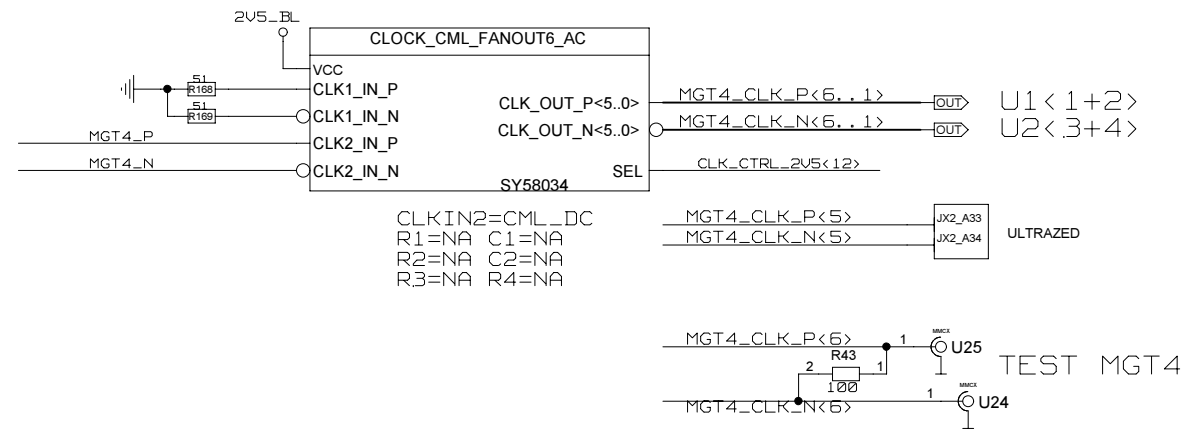 2V5_BL
CLOCK_CML_FANOUT6_AC
VCC
51
R168
CLK1_IN_P
51
R169
CLK1_IN_N
MGT4_P
CLK2_IN_P
MGT4_N
CLK2_IN_N
CLK_OUT_P<5..0>
MGT4_CLK_P<6..1>
OUT
U1<1+2>
CLK_OUT_N<5..0>
MGT4_CLK_N<6..1>
OUT
U2<3+4>
SEL
CLK_CTRL_2V5<12>
SY58034
CLKIN2=CML_DC
R1=NA C1=NA
R2=NA C2=NA
R3=NA R4=NA
MGT4_CLK_P<5>
JX2_A33
MGT4_CLK_N<5>
JX2_A34
ULTRAZED
MGT4_CLK_P<6>
1
MMCX
U25
R43
2
1
100
TEST MGT4
MGT4_CLK_N<6>
1
MMCX
U24